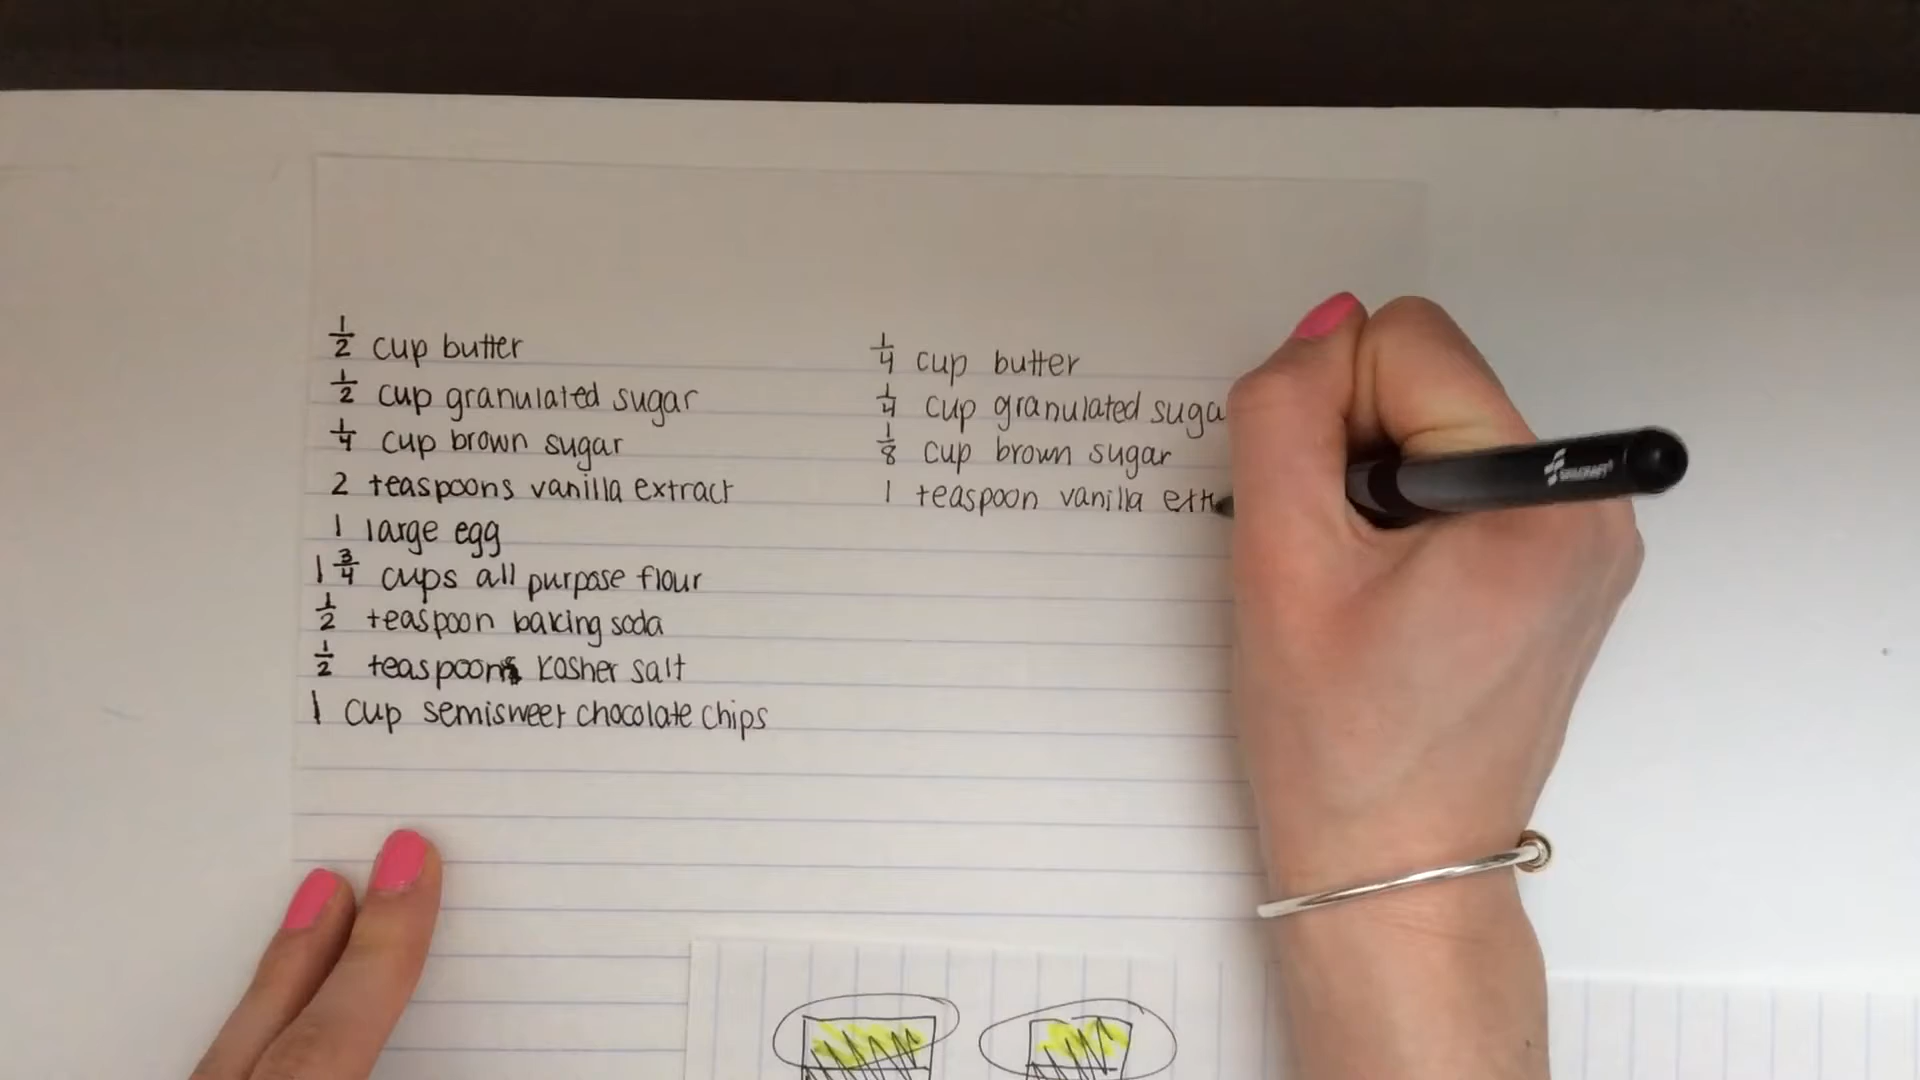 1/2 cup butter
1/2 cup granulated sugar
1/4 cup brown sugar
2 teaspoons vanilla extract
1 large egg
1 3/4 cups all purpose flour
1/2 teaspoon baking soda
1/2 teaspoon kosher salt
1 cup semisweet chocolate chips
1/4 cup butter
1/4 cup granulated suga
1/8 cup brown sugar
1 teaspoon vanilla ext